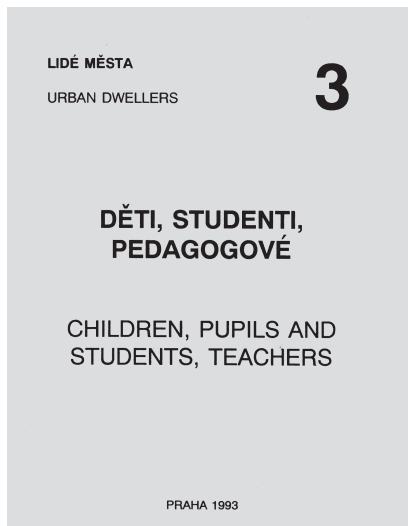 LIDÉ MĚSTA
3
URBAN DWELLERS
DĚTI, STUDENTI,
PEDAGOGOVÉ
CHILDREN, PUPILS AND
STUDENTS, TEACHERS
PRAHA 1993